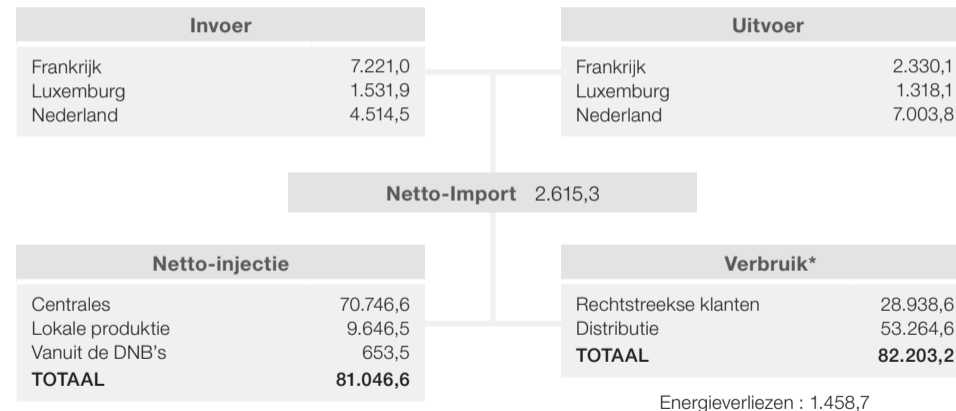 Invoer
Frankrijk 7.221,0
Luxemburg 1.531,9
Nederland 4.514,5
Uitvoer
Frankrijk 2.330,1
Luxemburg 1.318,1
Nederland 7.003,8
Netto-Import 2.615,3
Netto-injectie
Centrales 70.746,6
Lokale produktie 9.646,5
Vanuit de DNB's 653,5
TOTAAL 81.046,6
Verbruik*
Rechtstreekse klanten 28.938,6
Distributie 53.264,6
TOTAAL 82.203,2
Energieverliezen : 1.458,7